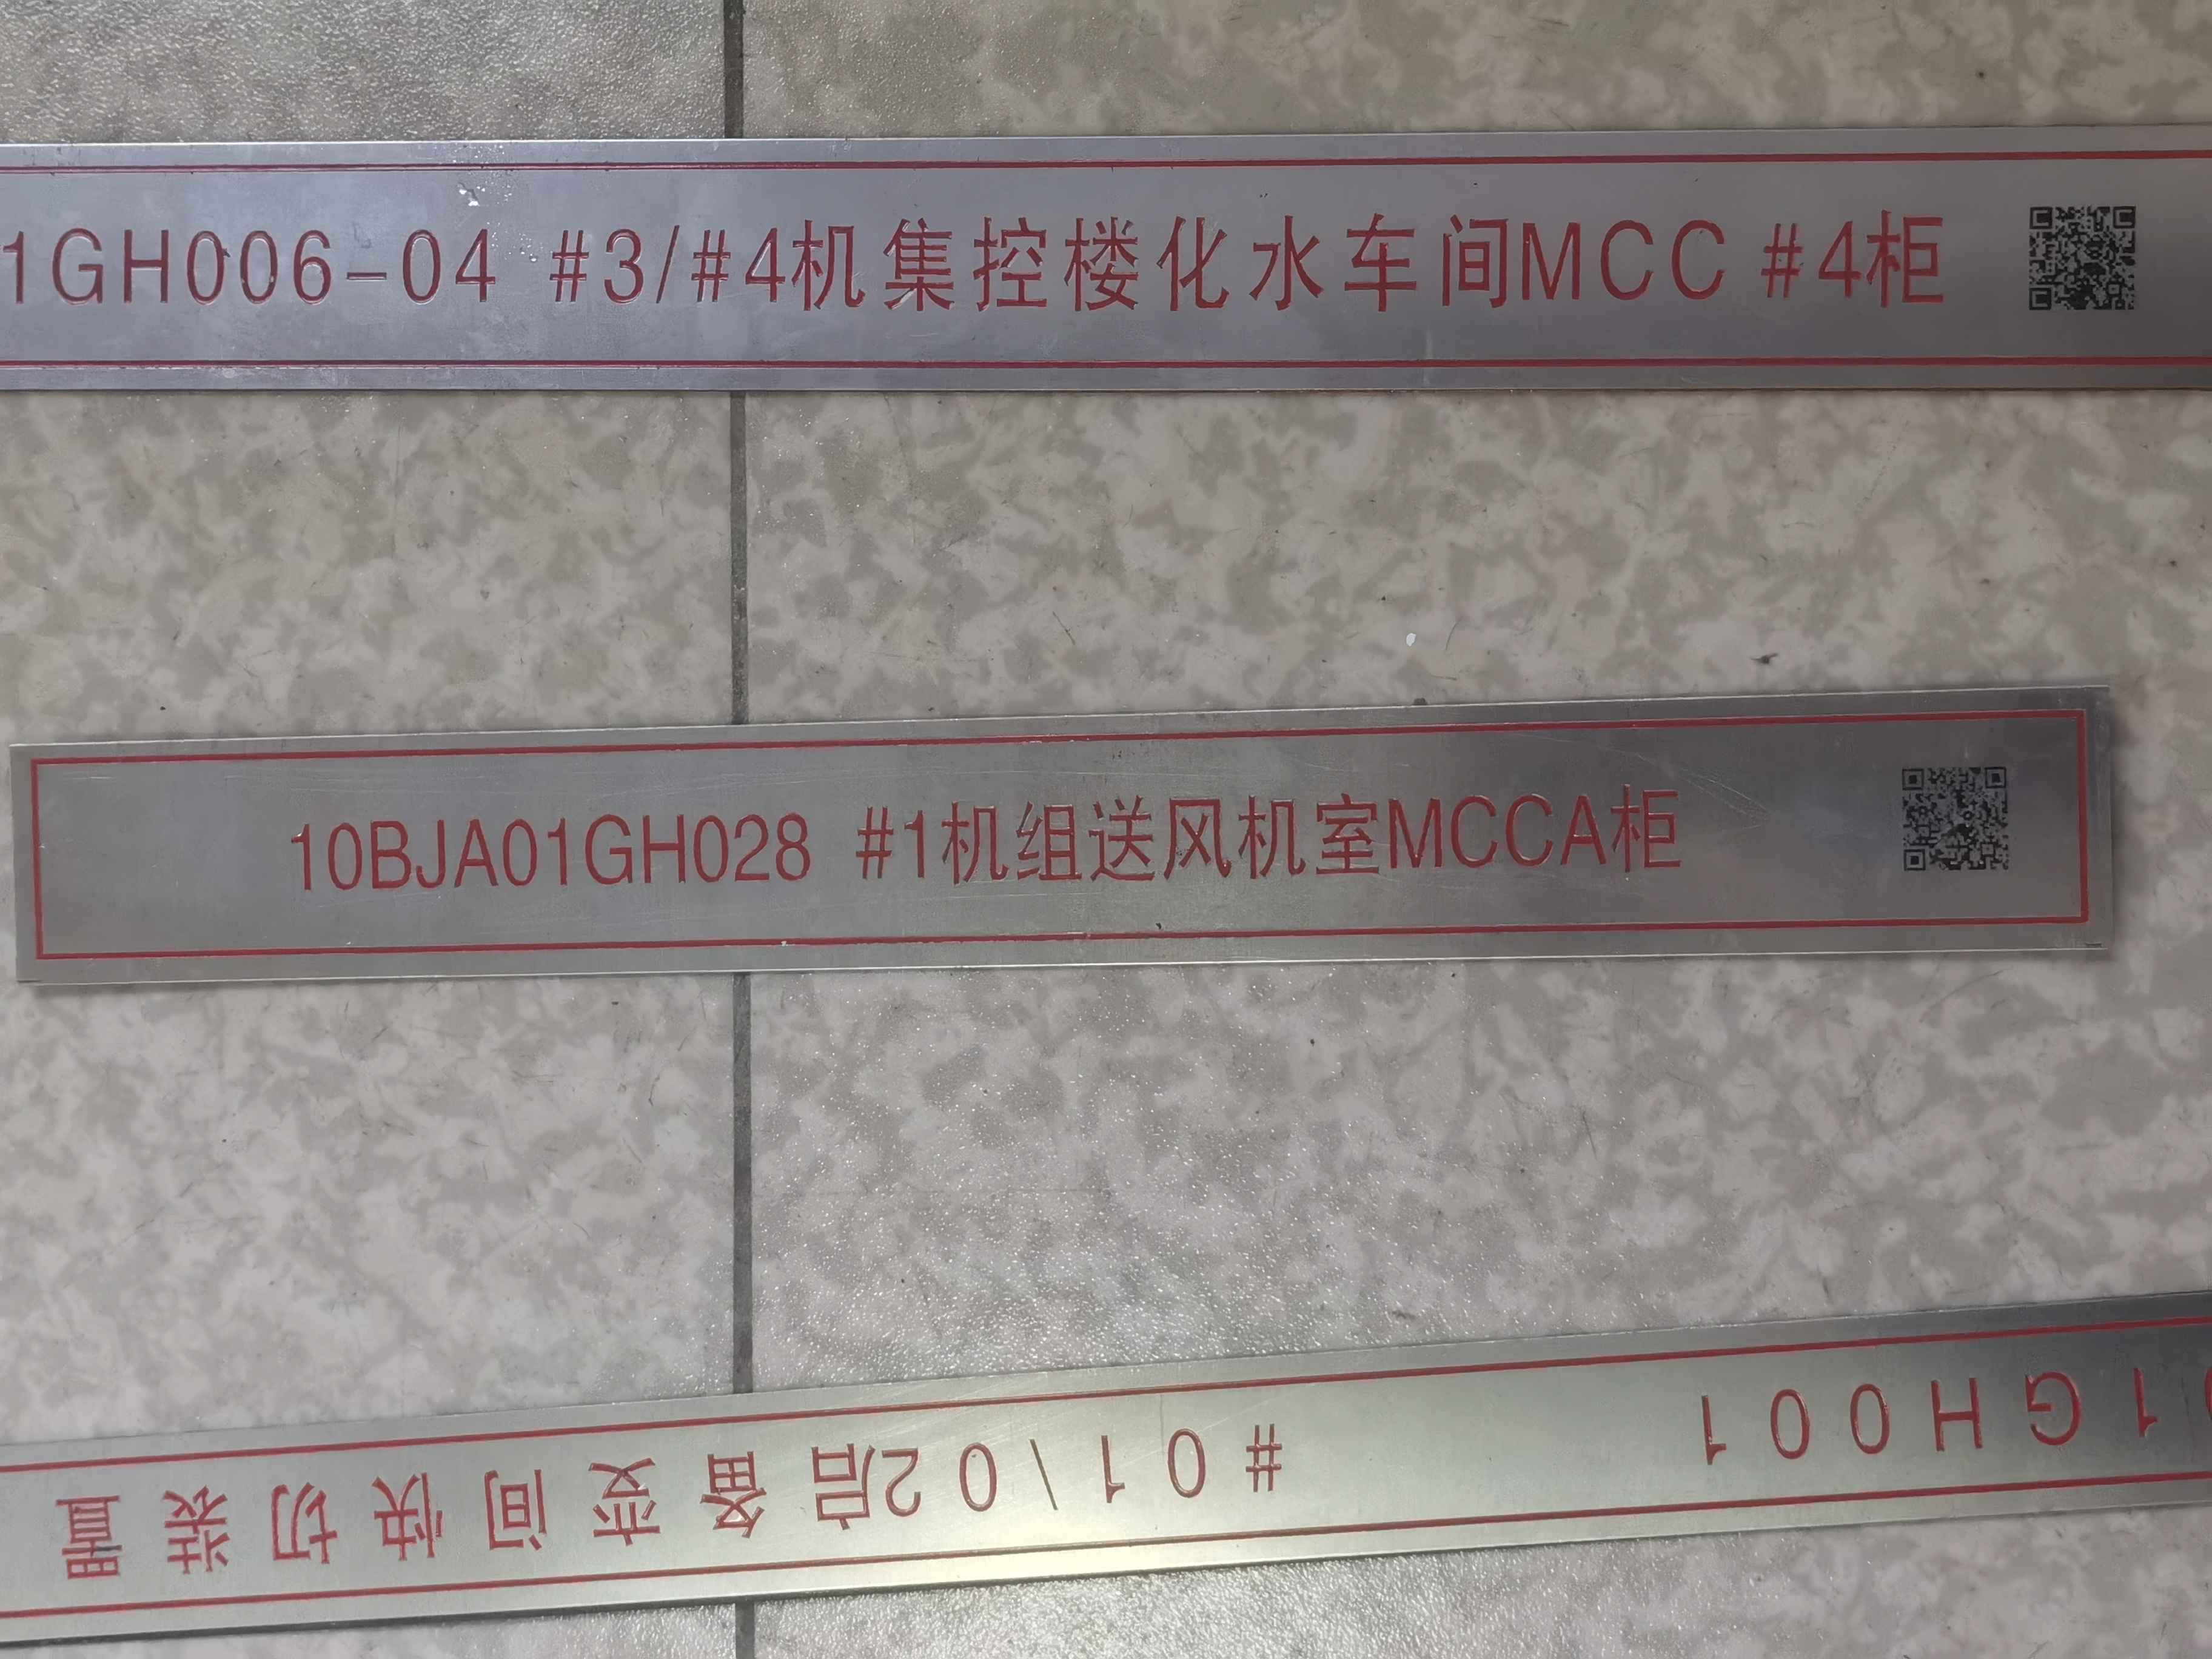 1GH006-04 #3/#4机集控楼化水车间MCC #4柜
10BJA01GH028 #1机组送风机室MCCA柜
01GH001 #01/02启备变间快切装置